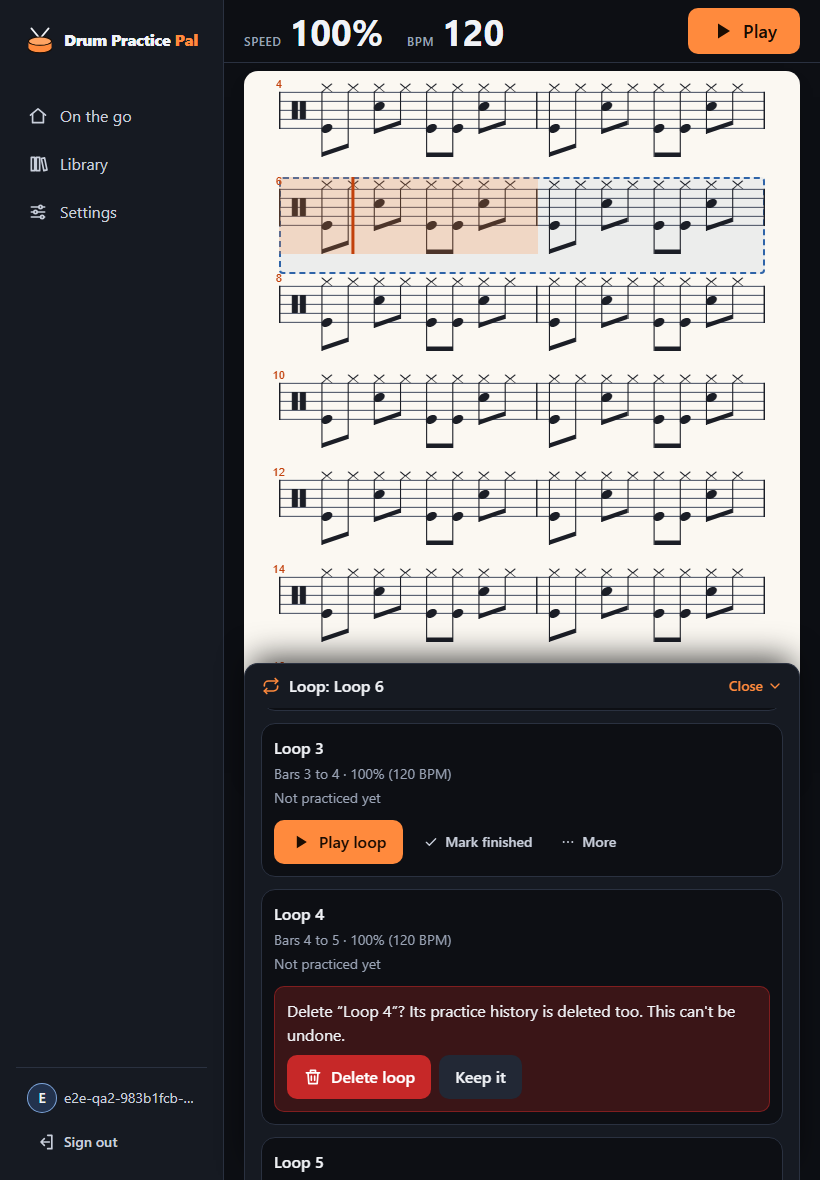 Drum Practice Pal
On the go
Library
Settings
e2e-qa2-983b1fcb-...
E
Sign out
SPEED 100% BPM 120
Play
4
6
8
10
12
14
Loop: Loop 6
Close
Loop 3
Bars 3 to 4 · 100% (120 BPM)
Not practiced yet
Play loop
Mark finished
··· More
Loop 4
Bars 4 to 5 · 100% (120 BPM)
Not practiced yet
Delete “Loop 4”? Its practice history is deleted too. This can't be
undone.
Delete loop
Keep it
Loop 5